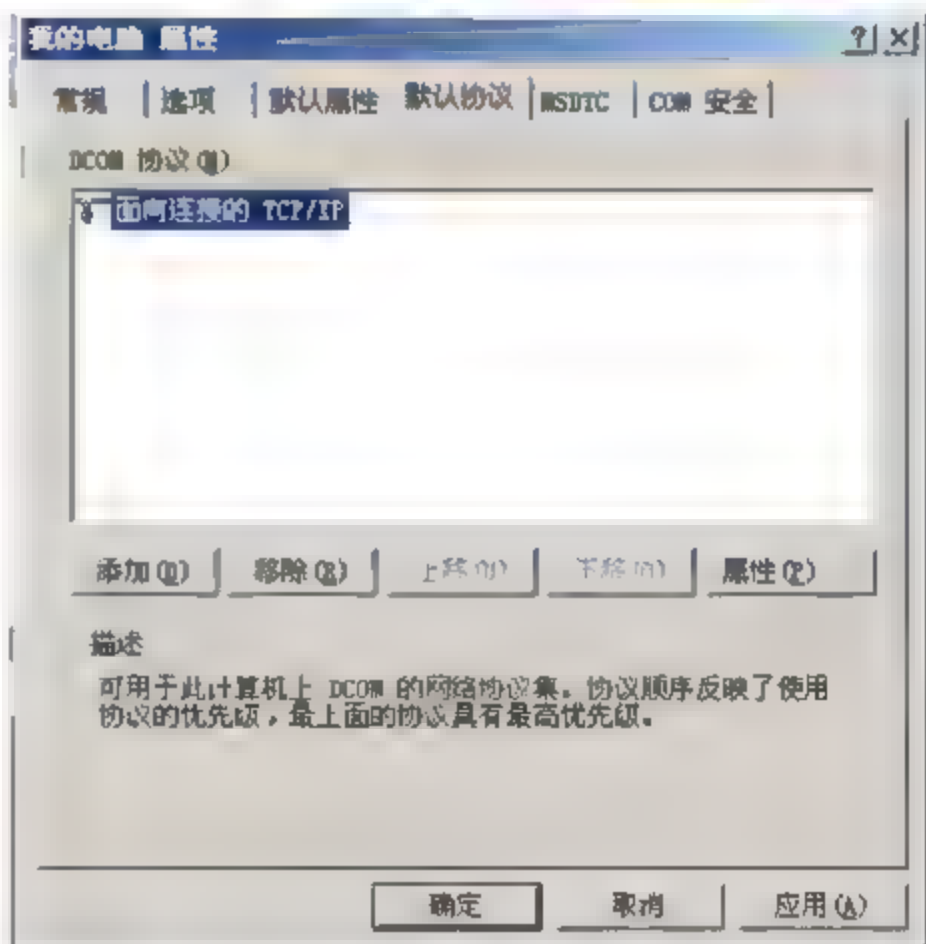 我的电脑 属性
常规 选项 默认属性 默认协议 MSDTC COM 安全
DCOM 协议
面向连接的 TCP/IP
添加(D) 移除(R) 上移 下移 属性(P)
描述
可用于此计算机上 DCOM 的网络协议集。协议顺序反映了使用
协议的优先级，最上面的协议具有最高优先级。
确定 取消 应用(A)